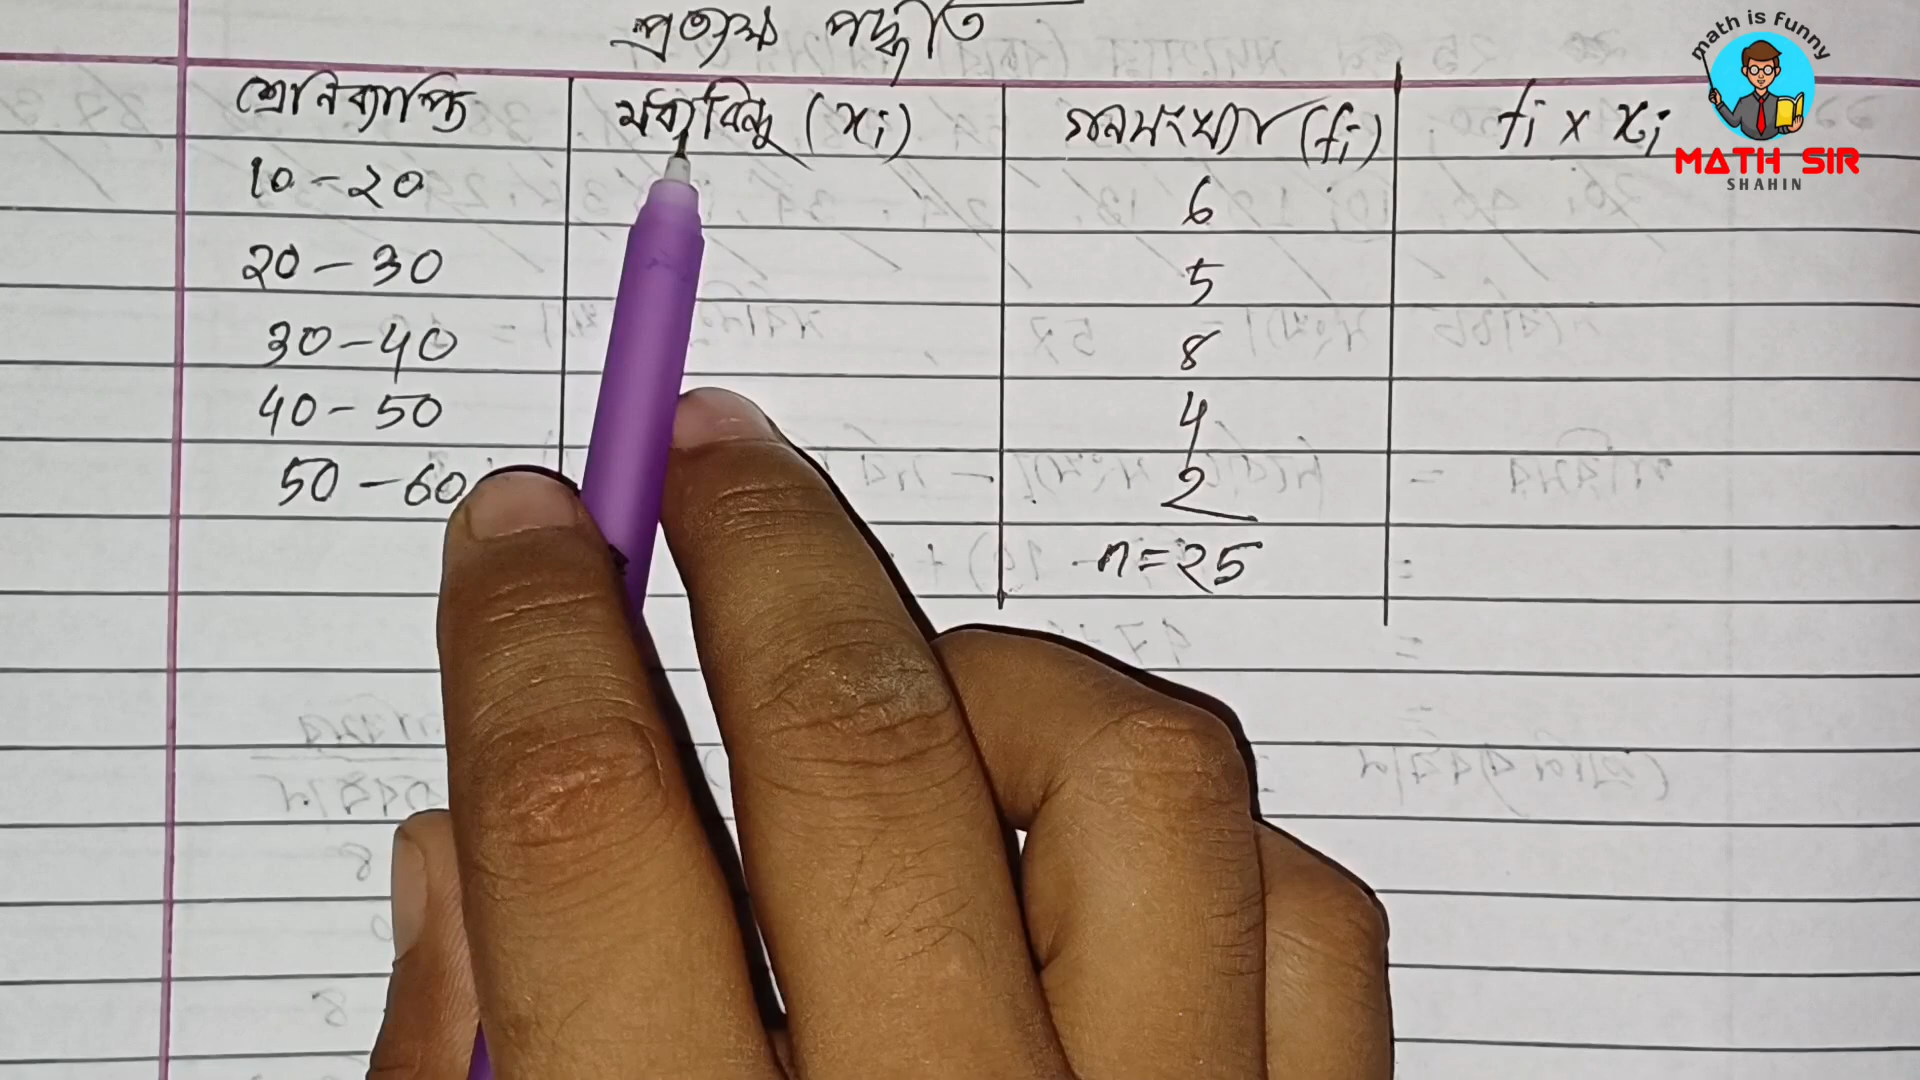 প্রত্যক্ষ পদ্ধতি
শ্রেনিব্যাপ্তি মধ্যবিন্দু (xi) গনসংখ্যা (fi) fi x xi
10-20 6
20-30 5
30-40 8
40-50 4
50-60 2
n=25
math is funny
MATH SIR
SHAHIN